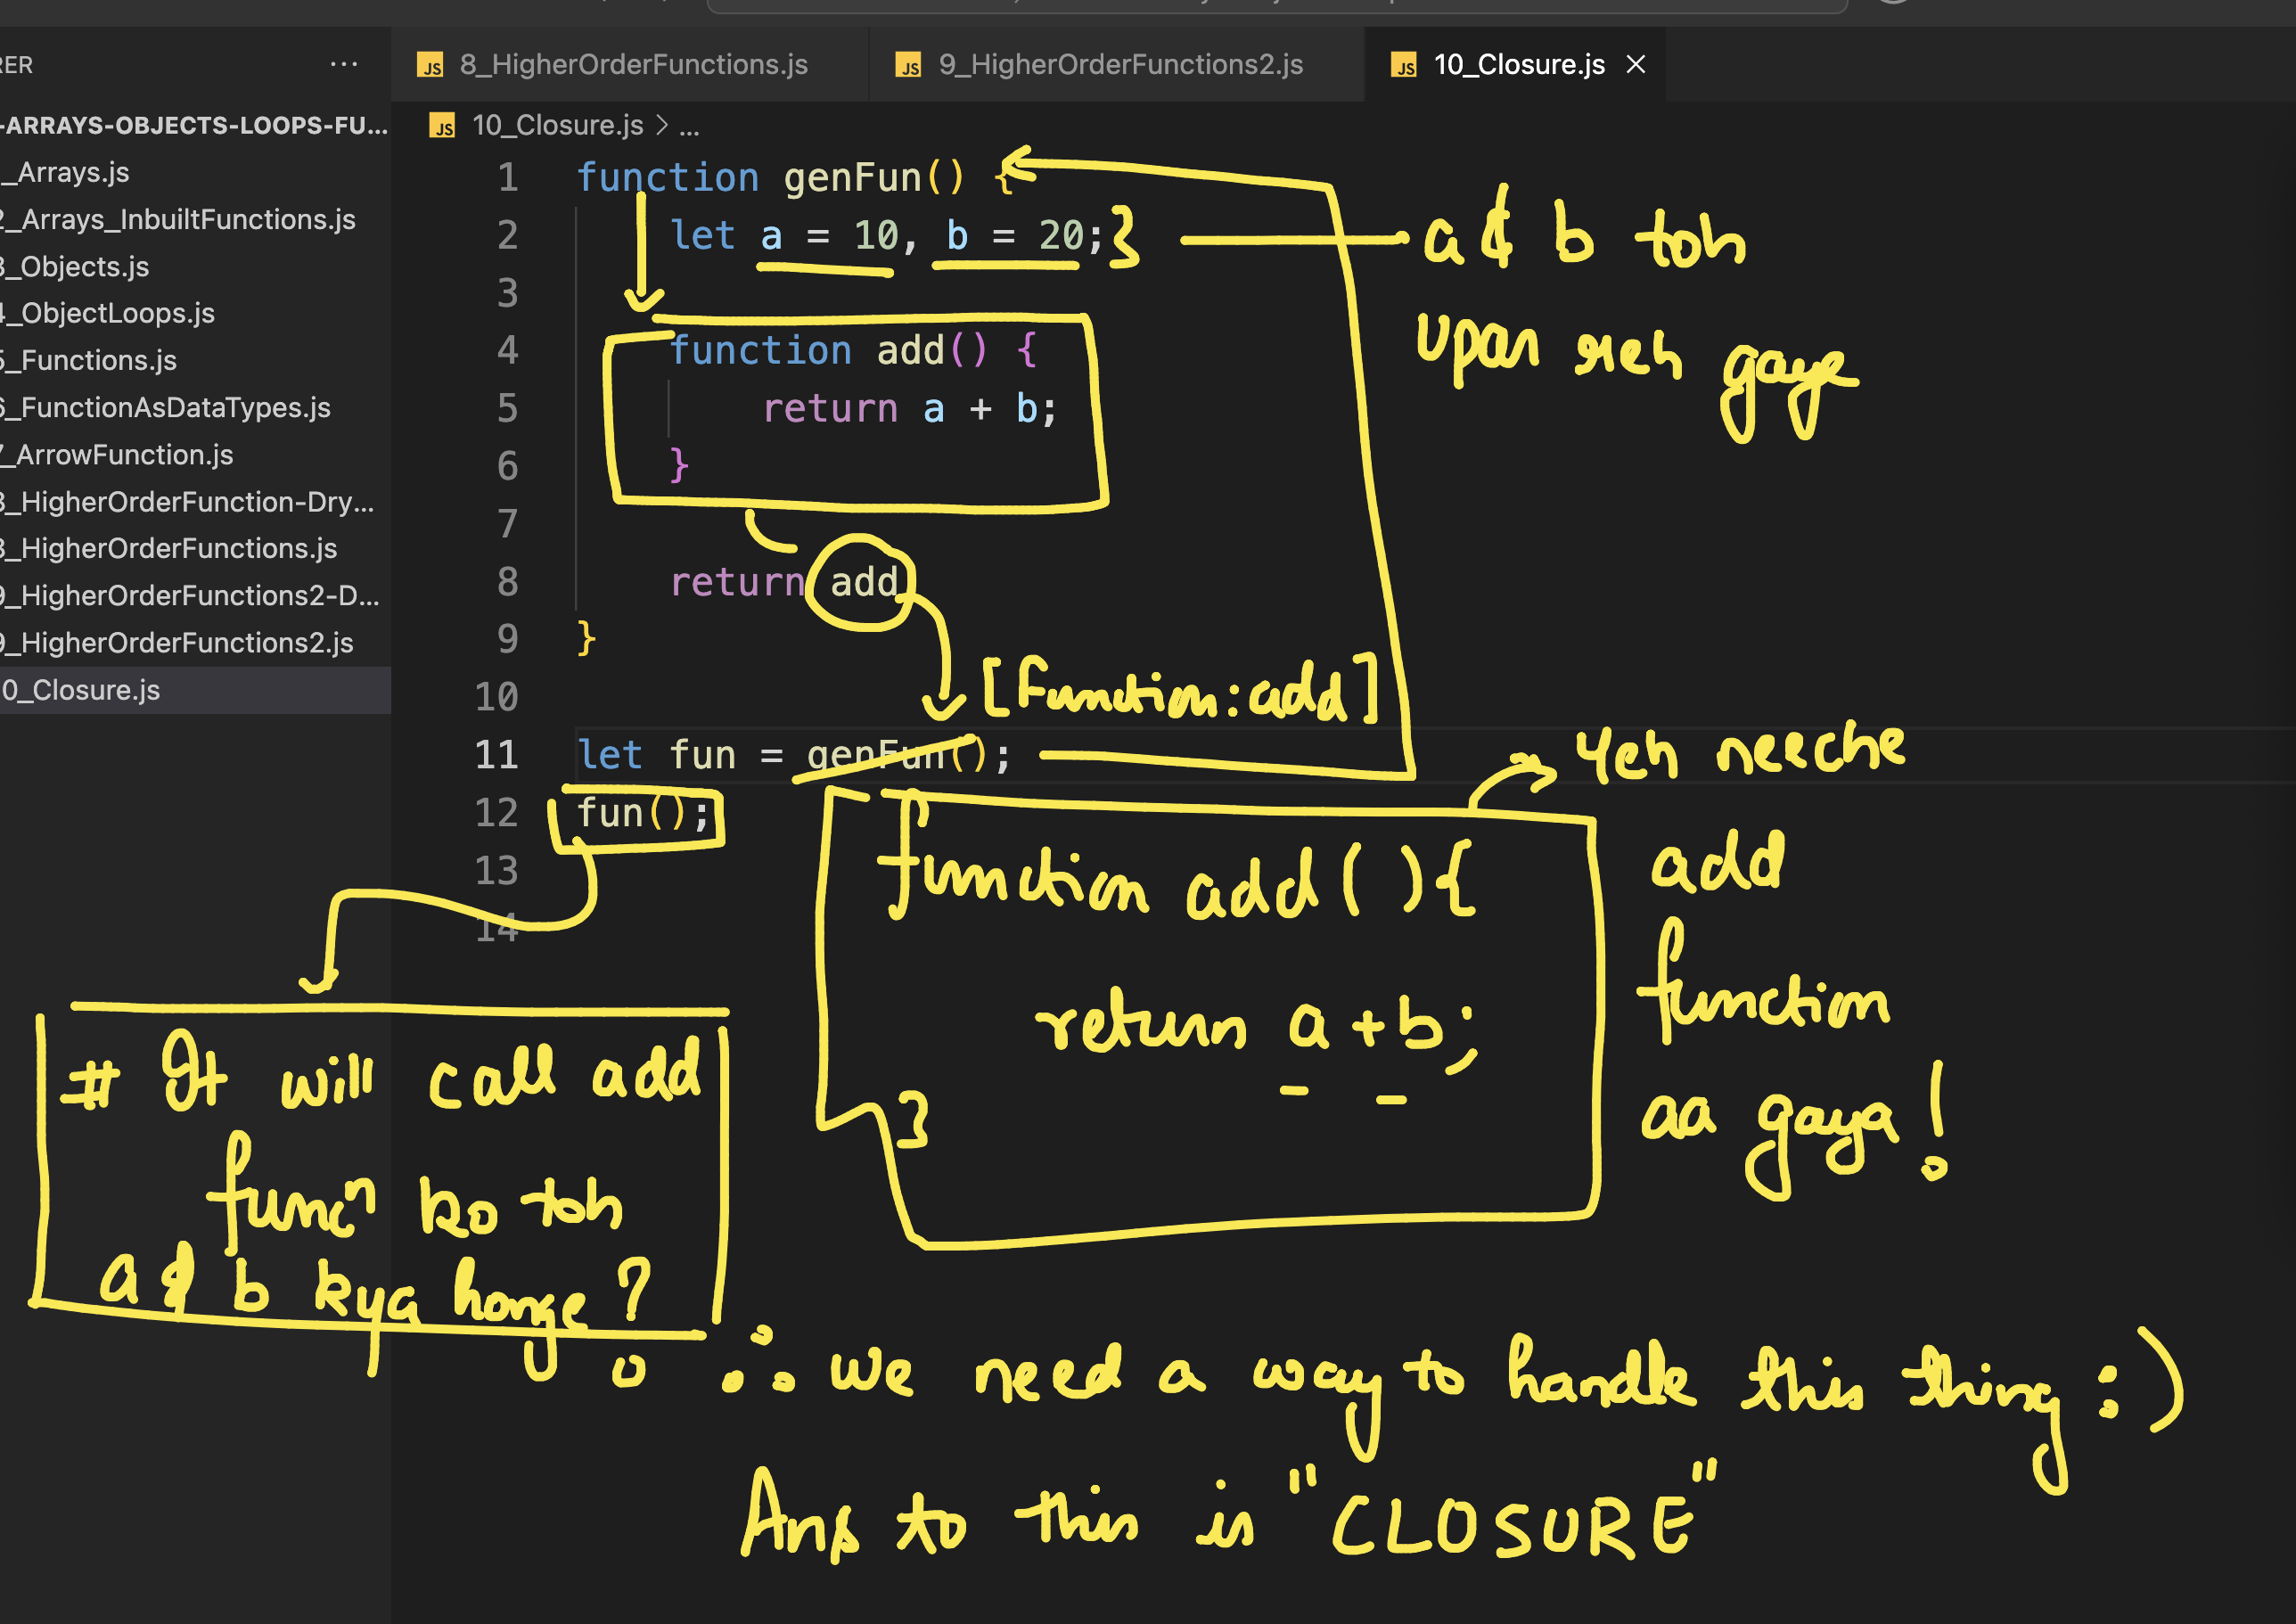 RER
...
8_HigherOrderFunctions.js
9_HigherOrderFunctions2.js
10_Closure.js
-ARRAYS-OBJECTS-LOOPS-FU...
_Arrays.js
2_Arrays_InbuiltFunctions.js
3_Objects.js
4_ObjectLoops.js
5_Functions.js
6_FunctionAsDataTypes.js
7_ArrowFunction.js
8_HigherOrderFunction-Dry...
8_HigherOrderFunctions.js
9_HigherOrderFunctions2-D...
9_HigherOrderFunctions2.js
0_Closure.js
10_Closure.js > ...
1 function genFun() {
2 let a = 10, b = 20;
3
4 function add() {
5 return a + b;
6 }
7
8 return add
9 }
10
11 let fun = genFun();
12 fun();
13
14
a & b toh
upar reh gaye
[Function:add]
function add( ){
return a + b;
}
Yeh neeche
add
function
aa gaya!
# It will call add
funcⁿ ko toh
a & b kya honge?
∴ we need a way to handle this thing :)
Ans to this is "CLOSURE"